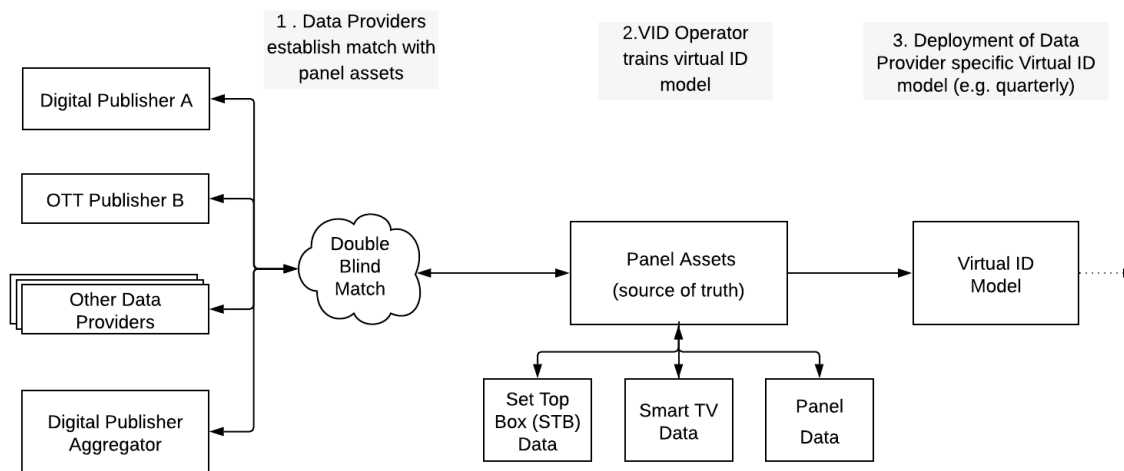 1 . Data Providers
establish match with
panel assets
2.VID Operator
trains virtual ID
model
3. Deployment of Data
Provider specific Virtual ID
model (e.g. quarterly)
Digital Publisher A
OTT Publisher B
Other Data
Providers
Digital Publisher
Aggregator
Double
Blind
Match
Panel Assets
(source of truth)
Virtual ID
Model
Set Top
Box (STB)
Data
Smart TV
Data
Panel
Data